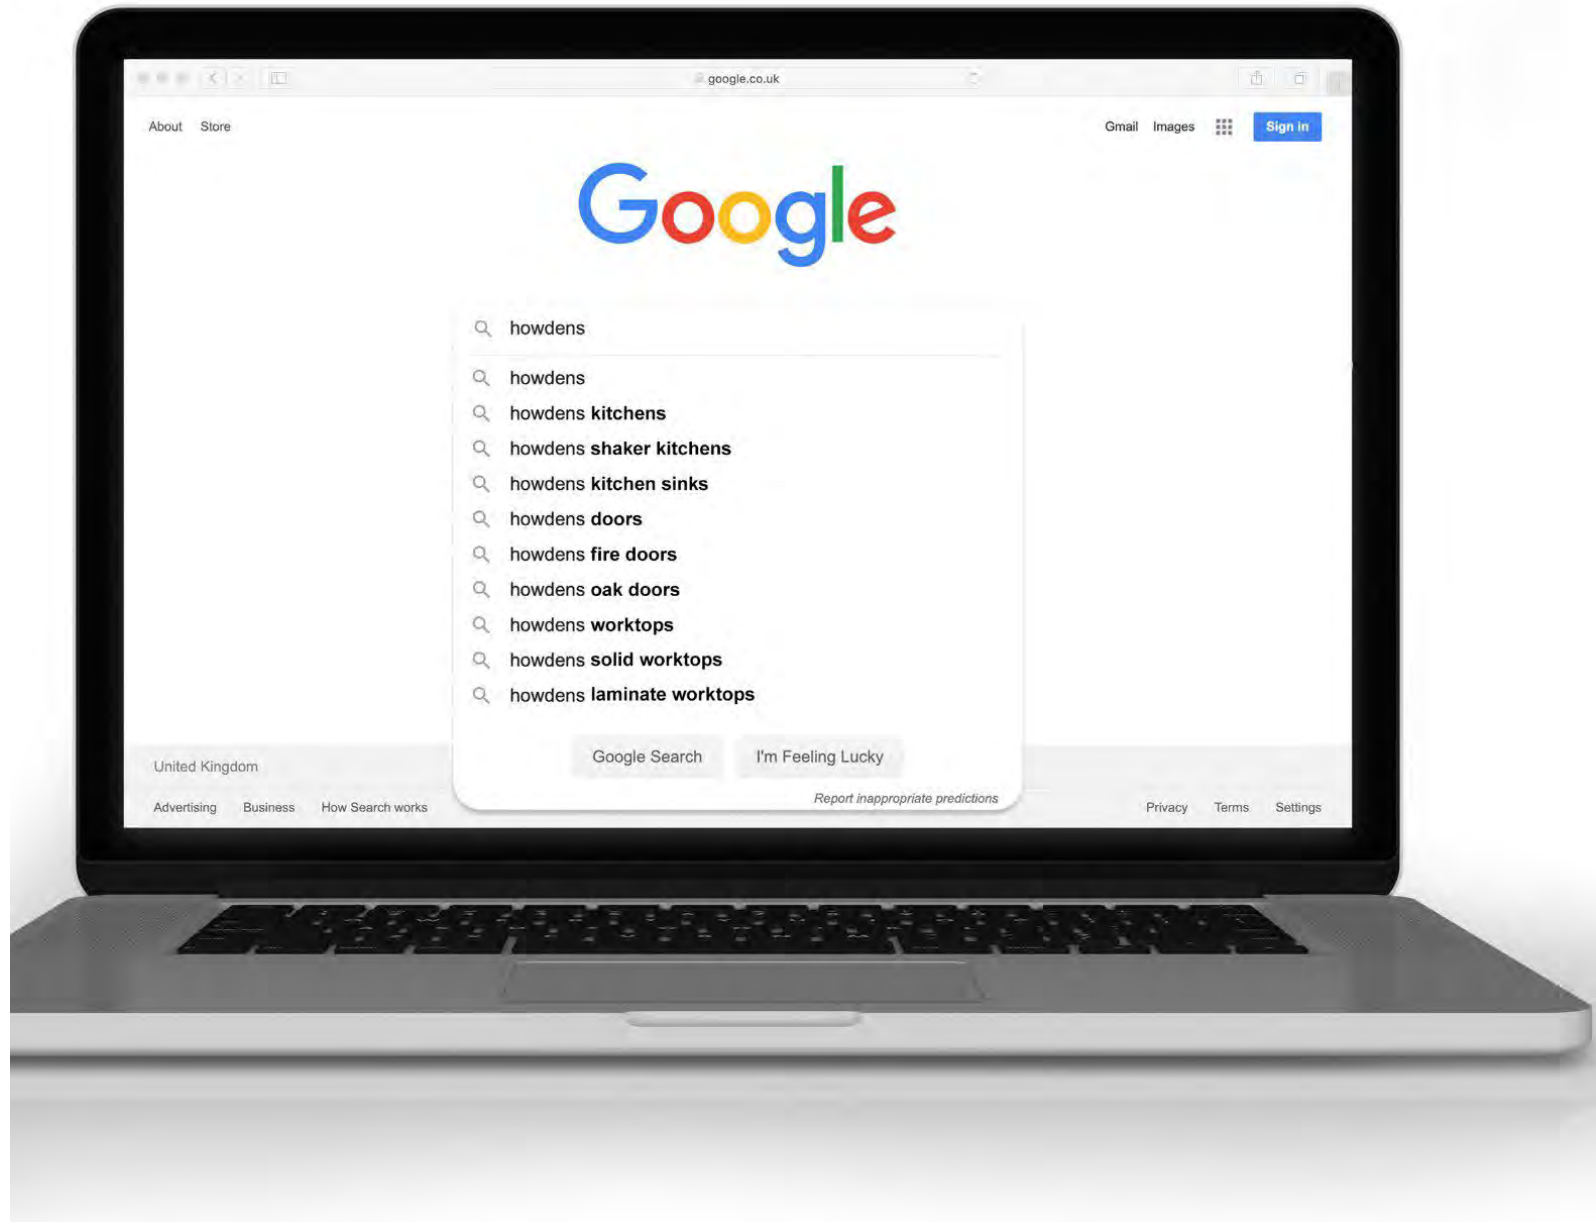 google.co.uk
About Store Gmail Images Sign in
Google
howdens
howdens
howdens kitchens
howdens shaker kitchens
howdens kitchen sinks
howdens doors
howdens fire doors
howdens oak doors
howdens worktops
howdens solid worktops
howdens laminate worktops
Google Search I'm Feeling Lucky
United Kingdom
Report inappropriate predictions
Advertising Business How Search works Privacy Terms Settings